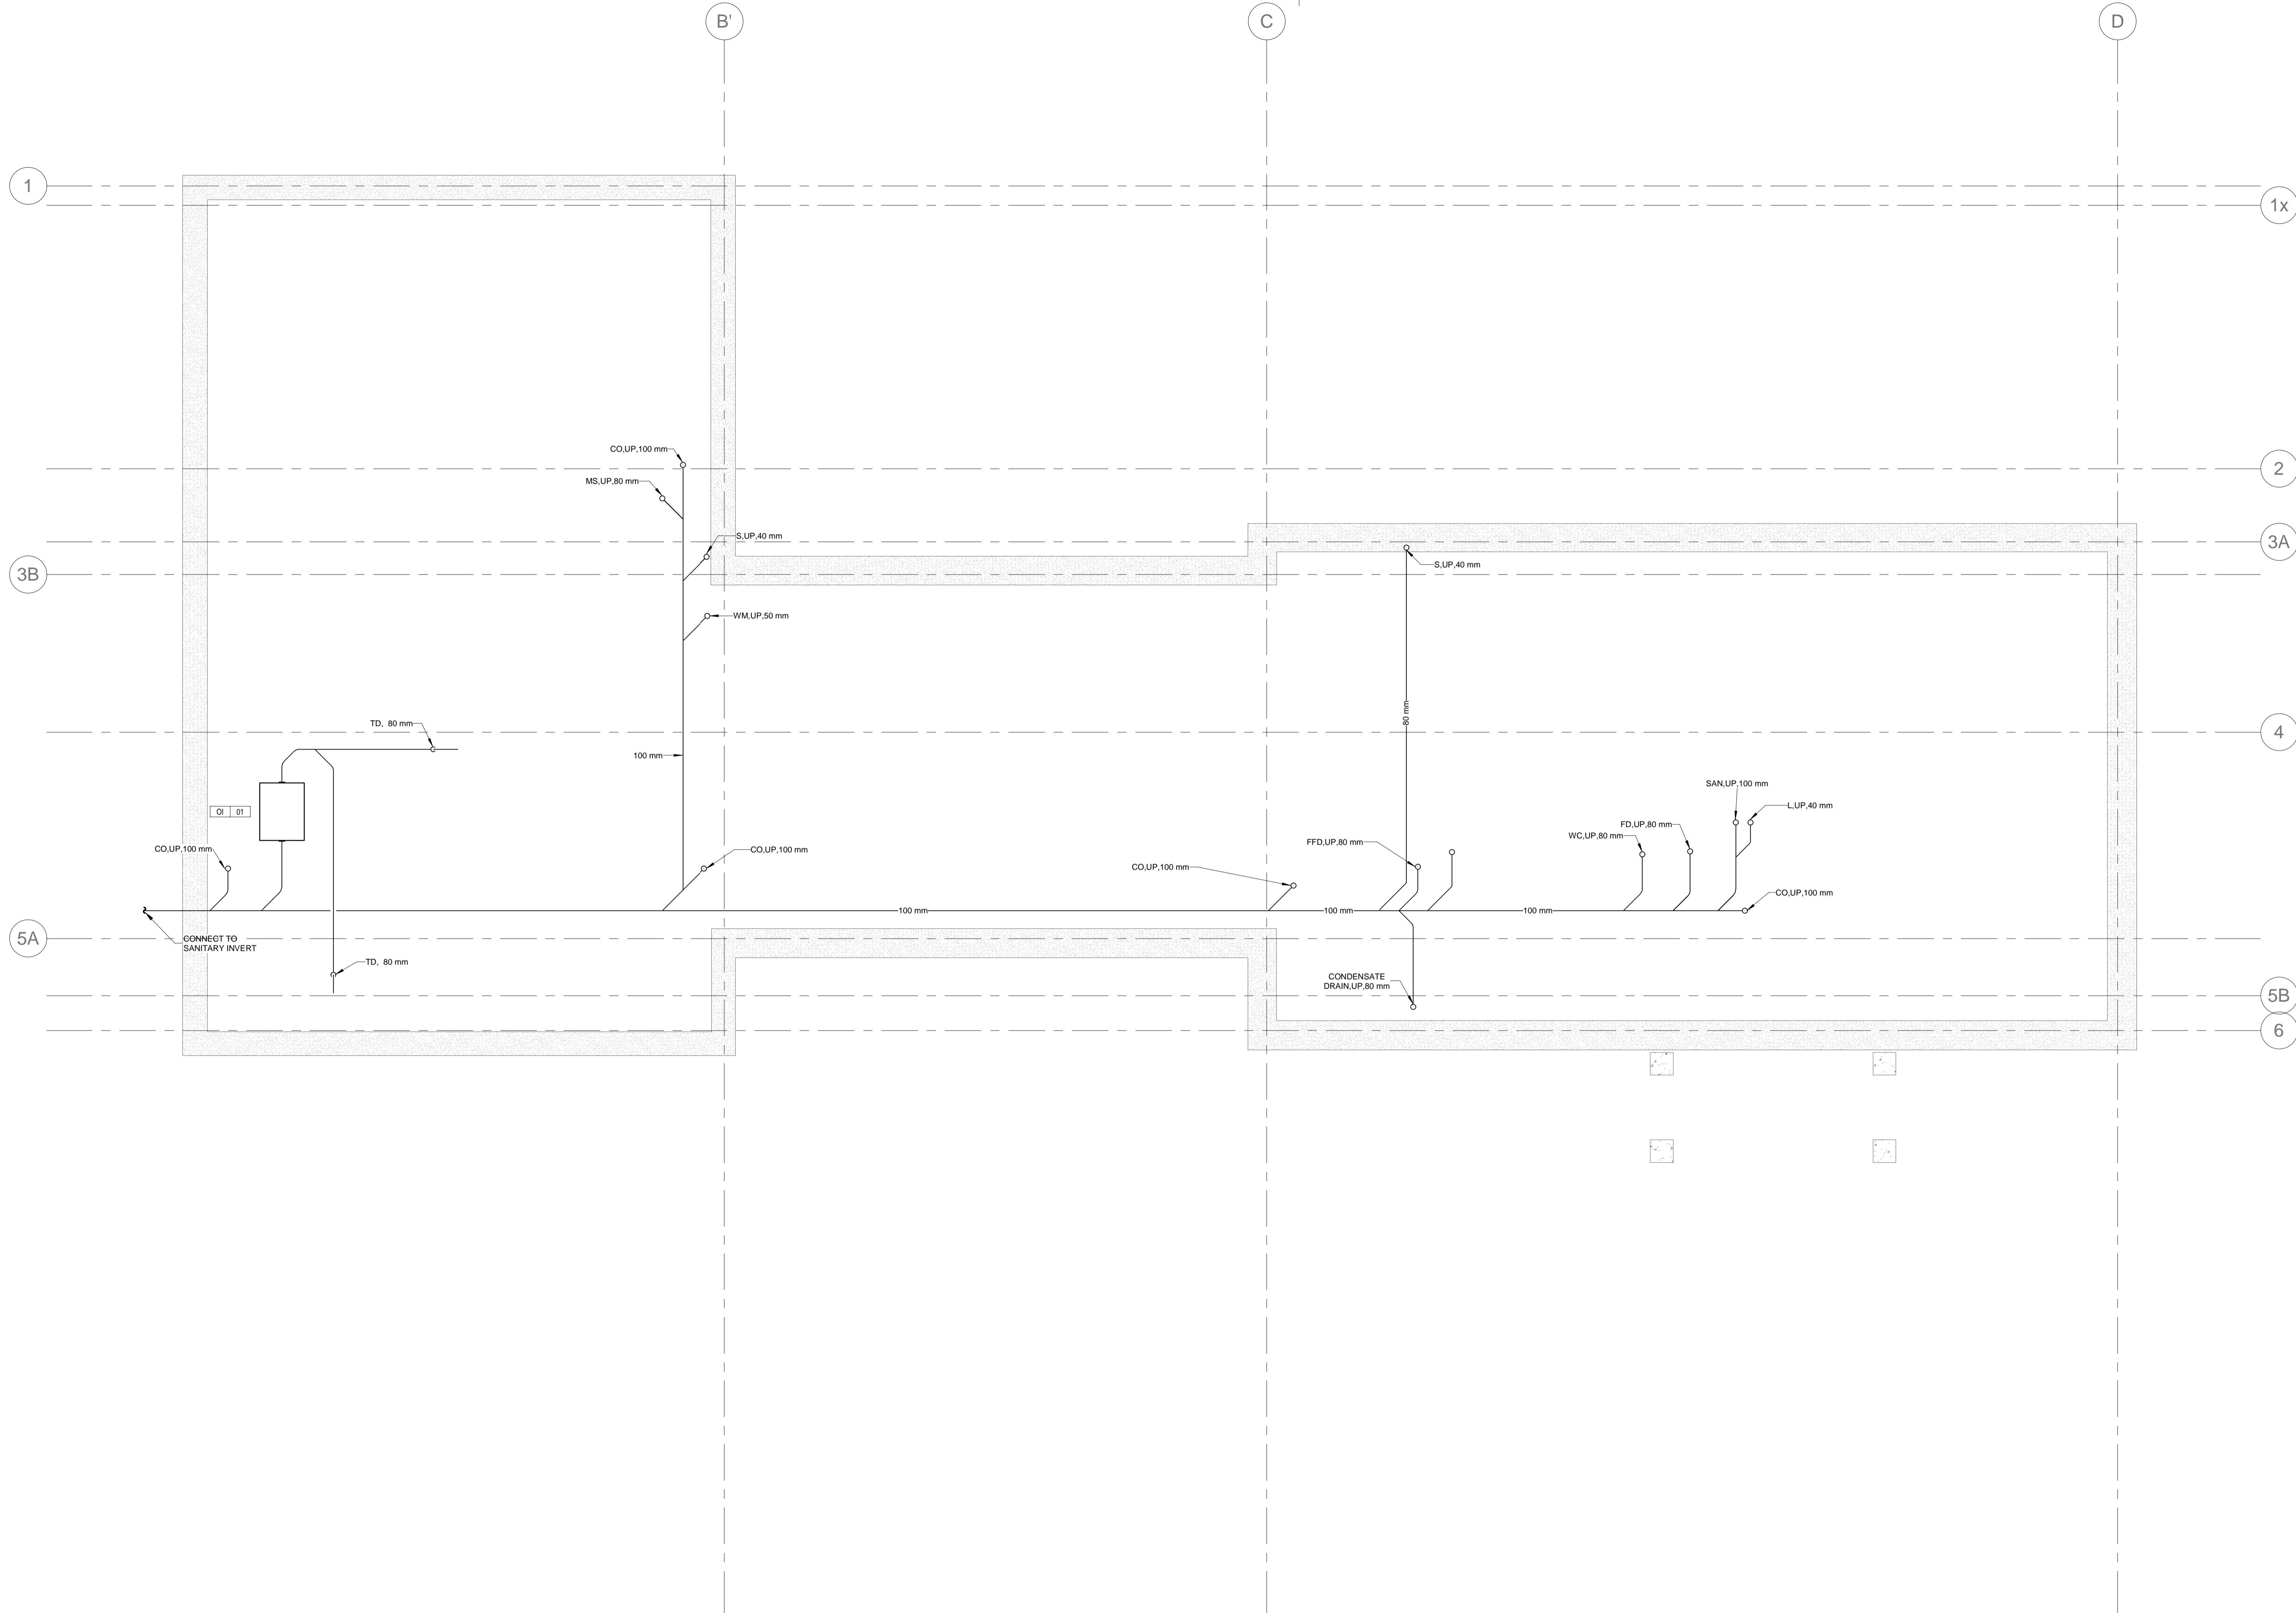 B'
C
D
1
1x
CO,UP,100 mm
2
MS,UP,80 mm
S,UP,40 mm
3A
S,UP,40 mm
3B
WM,UP,50 mm
80 mm
TD, 80 mm
4
100 mm
SAN,UP,100 mm
L,UP,40 mm
OI 01
FD,UP,80 mm
WC,UP,80 mm
FFD,UP,80 mm
CO,UP,100 mm
CO,UP,100 mm
CO,UP,100 mm
CO,UP,100 mm
100 mm
100 mm
100 mm
5A
CONNECT TO
SANITARY INVERT
TD, 80 mm
CONDENSATE
DRAIN,UP,80 mm
5B
6